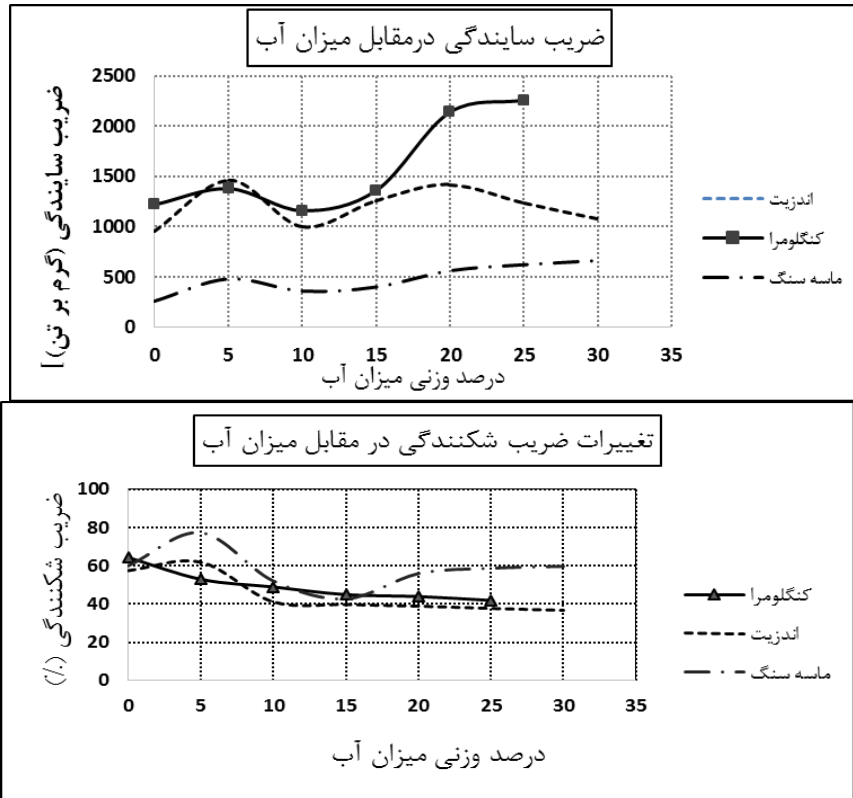 ضریب سایندگی درمقابل میزان آب
ضریب سایندگی (گرم بر تن)]
2500
2000
1500
1000
500
0
0 5 10 15 20 25 30 35
درصد وزنی میزان آب
اندزیت
کنگلومرا
ماسه سنگ
تغییرات ضریب شکنندگی در مقابل میزان آب
ضریب شکنندگی (٪)
100
80
60
40
20
0
0 5 10 15 20 25 30 35
درصد وزنی میزان آب
کنگلومرا
اندزیت
ماسه سنگ